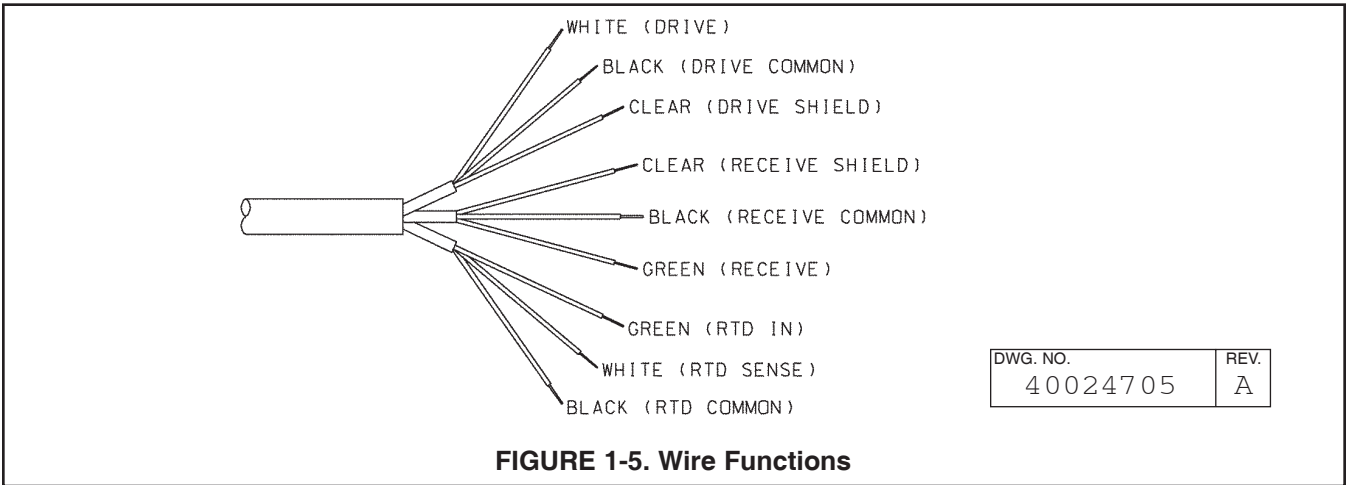 WHITE (DRIVE)
BLACK (DRIVE COMMON)
CLEAR (DRIVE SHIELD)
CLEAR (RECEIVE SHIELD)
BLACK (RECEIVE COMMON)
GREEN (RECEIVE)
GREEN (RTD IN)
WHITE (RTD SENSE)
BLACK (RTD COMMON)
DWG. NO. REV.
40024705 A
FIGURE 1-5. Wire Functions